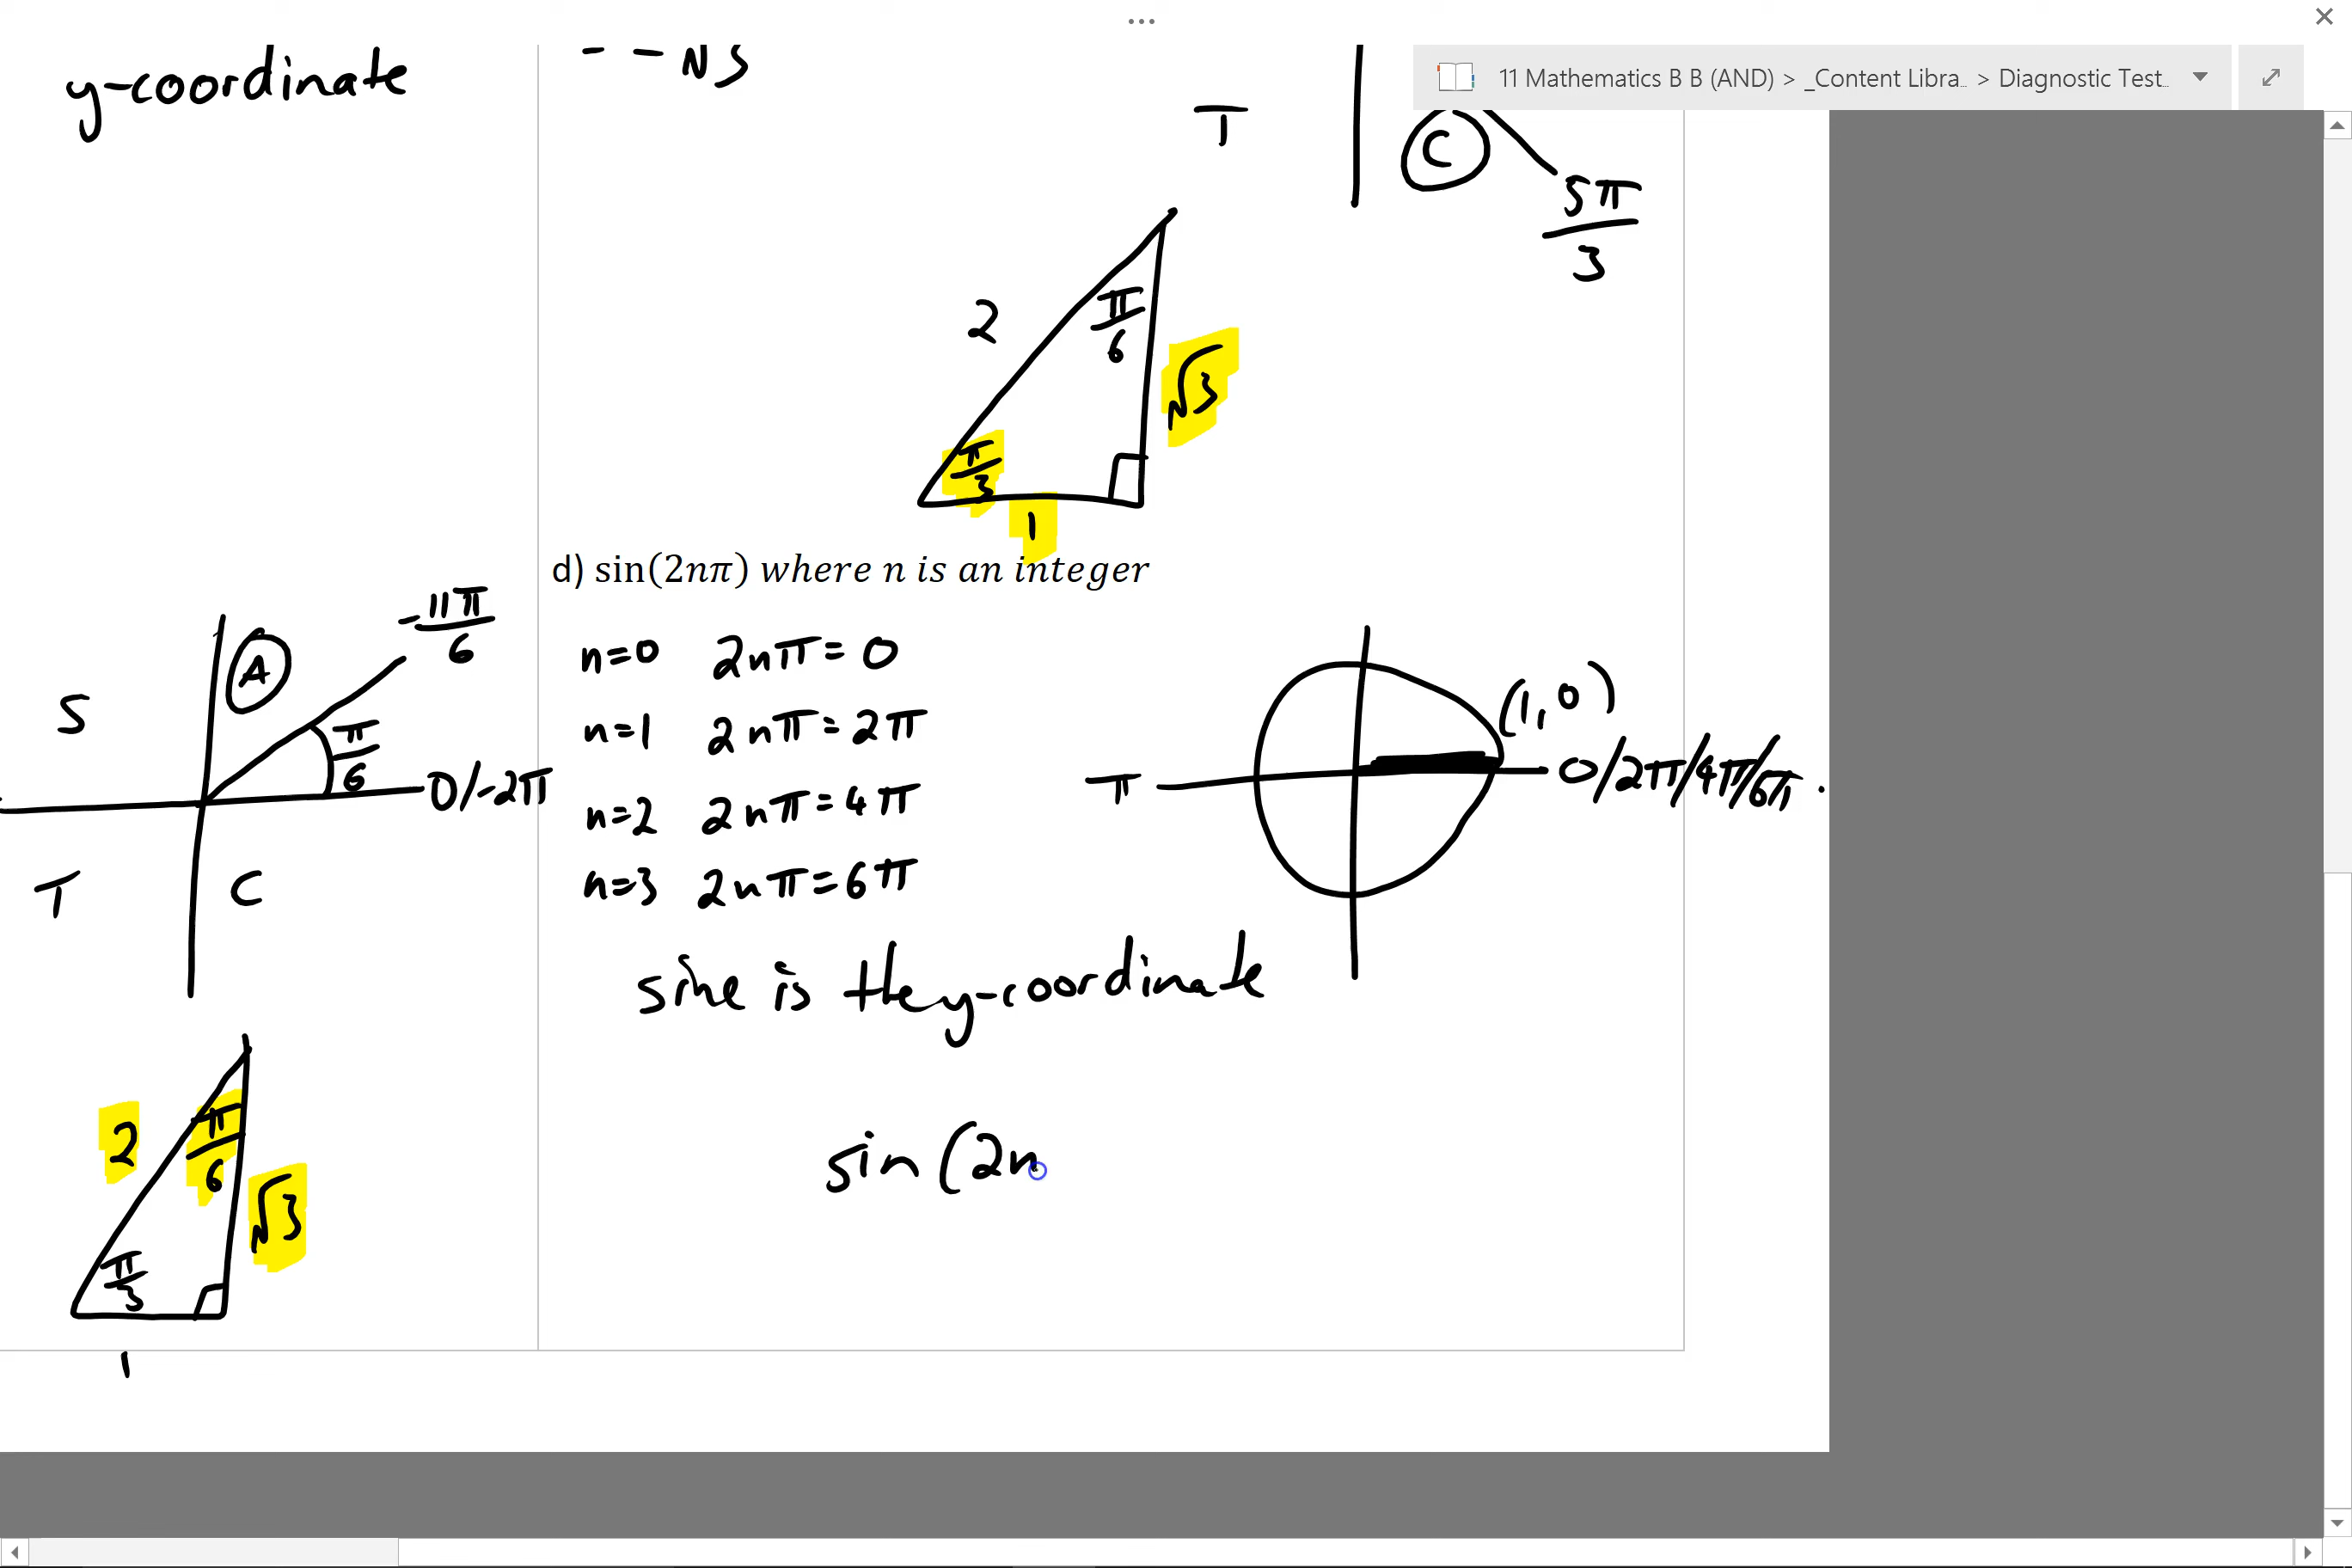 11 Mathematics B B (AND) > _Content Libra... > Diagnostic Test...
y-coordinate
- -√3
T
C
5π/3
2
π/6
√3
π/3
1
d) sin(2nπ) where n is an integer
-11π/6
A
S
π/6
0/-2π
T
C
n=0 2nπ= 0
n=1 2nπ=2π
n=2 2nπ=4π
n=3 2nπ=6π
(1,0)
π
0/2π/4π/6π.
sine is the y-coordinate
sin (2n
2
π/6
√3
π/3
1